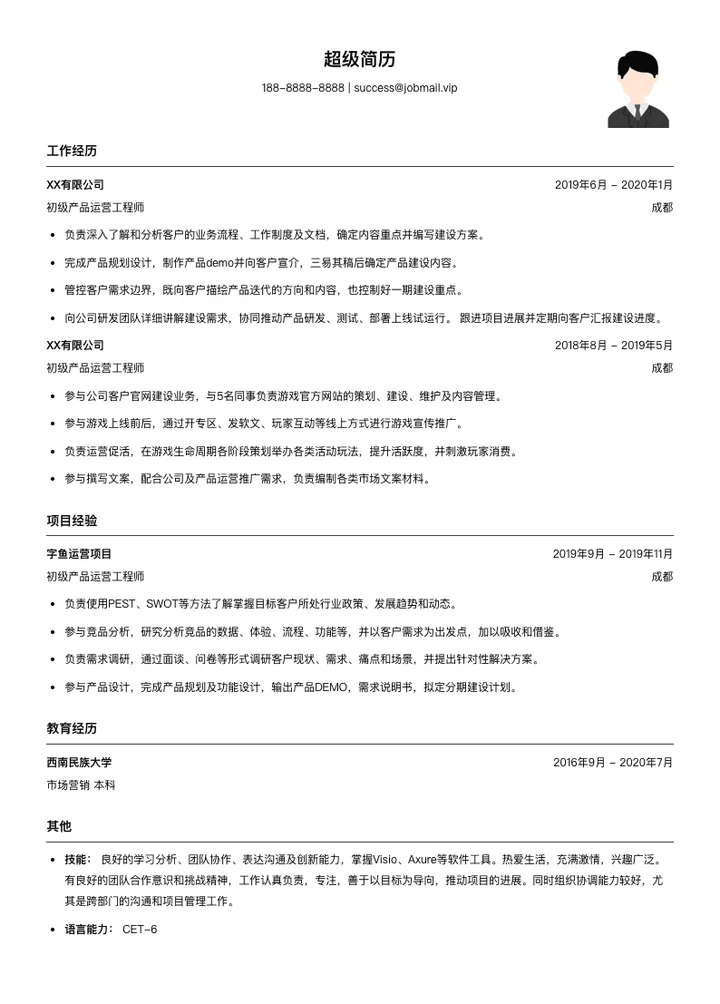 超级简历
188-8888-8888 | success@jobmail.vip
工作经历
XX有限公司 2019年6月 – 2020年1月
初级产品运营工程师 成都
• 负责深入了解和分析客户的业务流程、工作制度及文档，确定内容重点并编写建设方案。
• 完成产品规划设计，制作产品demo并向客户宣介，三易其稿后确定产品建设内容。
• 管控客户需求边界，既向客户描绘产品迭代的方向和内容，也控制好一期建设重点。
• 向公司研发团队详细讲解建设需求，协同推动产品研发、测试、部署上线试运行。 跟进项目进展并定期向客户汇报建设进度。
XX有限公司 2018年8月 – 2019年5月
初级产品运营工程师 成都
• 参与公司客户官网建设业务，与5名同事负责游戏官方网站的策划、建设、维护及内容管理。
• 参与游戏上线前后，通过开专区、发软文、玩家互动等线上方式进行游戏宣传推广。
• 负责运营促活，在游戏生命周期各阶段策划举办各类活动玩法，提升活跃度，并刺激玩家消费。
• 参与撰写文案，配合公司及产品运营推广需求，负责编制各类市场文案材料。
项目经验
字鱼运营项目 2019年9月 – 2019年11月
初级产品运营工程师 成都
• 负责使用PEST、SWOT等方法了解掌握目标客户所处行业政策、发展趋势和动态。
• 参与竞品分析，研究分析竞品的数据、体验、流程、功能等，并以客户需求为出发点，加以吸收和借鉴。
• 负责需求调研，通过面谈、问卷等形式调研客户现状、需求、痛点和场景，并提出针对性解决方案。
• 参与产品设计，完成产品规划及功能设计，输出产品DEMO，需求说明书，拟定分期建设计划。
教育经历
西南民族大学 2016年9月 – 2020年7月
市场营销 本科
其他
• 技能： 良好的学习分析、团队协作、表达沟通及创新能力，掌握Visio、Axure等软件工具。热爱生活，充满激情，兴趣广泛。
有良好的团队合作意识和挑战精神，工作认真负责，专注，善于以目标为导向，推动项目的进展。同时组织协调能力较好，尤
其是跨部门的沟通和项目管理工作。
• 语言能力： CET-6